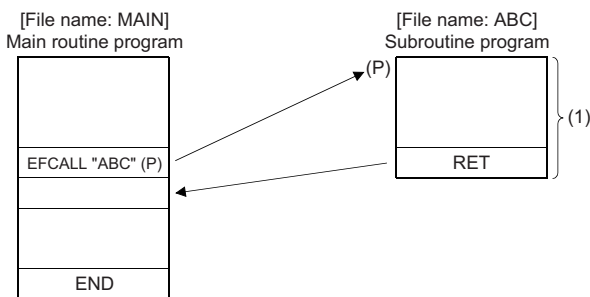 [File name: MAIN]
Main routine program
EFCALL "ABC" (P)
END
[File name: ABC]
Subroutine program
(P)
(1)
RET